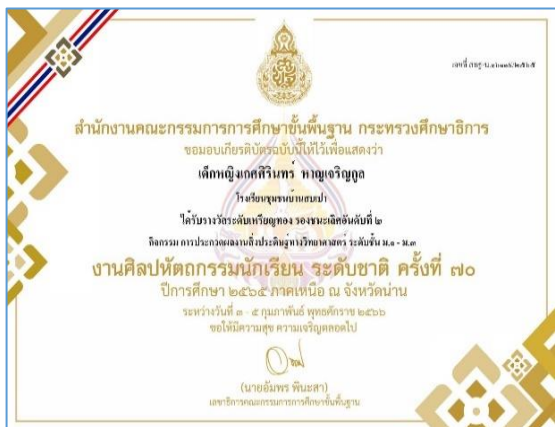 สำนักงานคณะกรรมการการศึกษาขั้นพื้นฐาน กระทรวงศึกษาธิการ
ขอมอบเกียรติบัตรฉบับนี้ให้ไว้เพื่อแสดงว่า
เด็กหญิงเกศศิรินทร์ หาญเจริญกูล
โรงเรียนชุมชนบ้านสบเปา
ได้รับรางวัลระดับเหรียญทอง รองชนะเลิศอันดับที่ ๒
กิจกรรม การประกวดผลงานสิ่งประดิษฐ์ทางวิทยาศาสตร์ ระดับชั้น ม.๑ - ม.๓
งานศิลปหัตถกรรมนักเรียน ระดับชาติ ครั้งที่ ๗๐
ปีการศึกษา ๒๕๖๕ ภาคเหนือ ณ จังหวัดน่าน
ระหว่างวันที่ ๓ - ๕ กุมภาพันธ์ พุทธศักราช ๒๕๖๖
ขอให้มีความสุข ความเจริญตลอดไป
(นายอัมพร พินะสา)
เลขาธิการคณะกรรมการการศึกษาขั้นพื้นฐาน